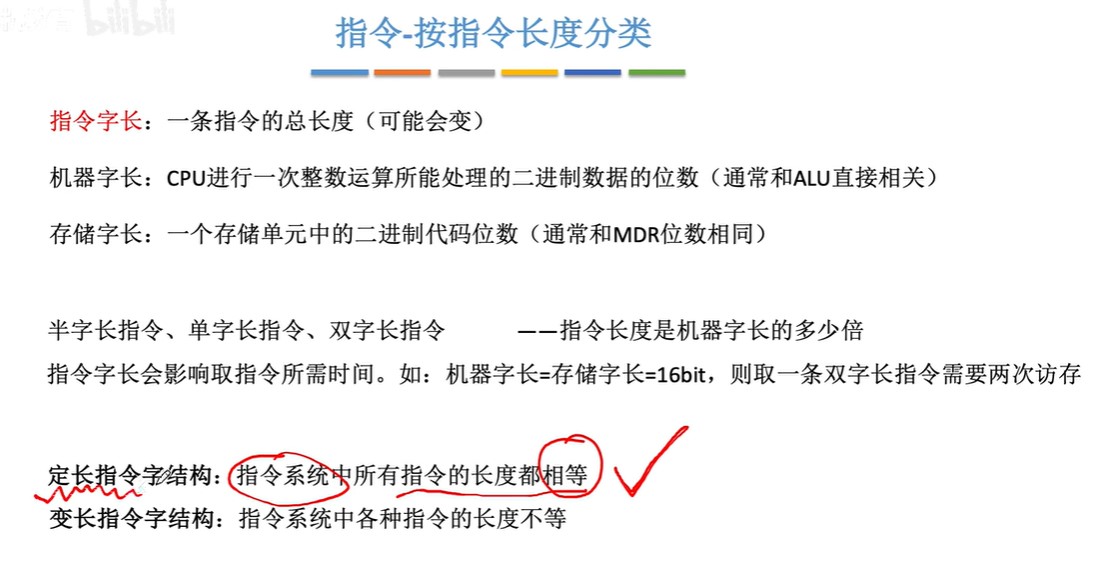 bilibili
指令-按指令长度分类
指令字长：一条指令的总长度（可能会变）
机器字长：CPU进行一次整数运算所能处理的二进制数据的位数（通常和ALU直接相关）
存储字长：一个存储单元中的二进制代码位数（通常和MDR位数相同）
半字长指令、单字长指令、双字长指令 ——指令长度是机器字长的多少倍
指令字长会影响取指令所需时间。如：机器字长=存储字长=16bit，则取一条双字长指令需要两次访存
定长指令字结构：指令系统中所有指令的长度都相等
变长指令字结构：指令系统中各种指令的长度不等